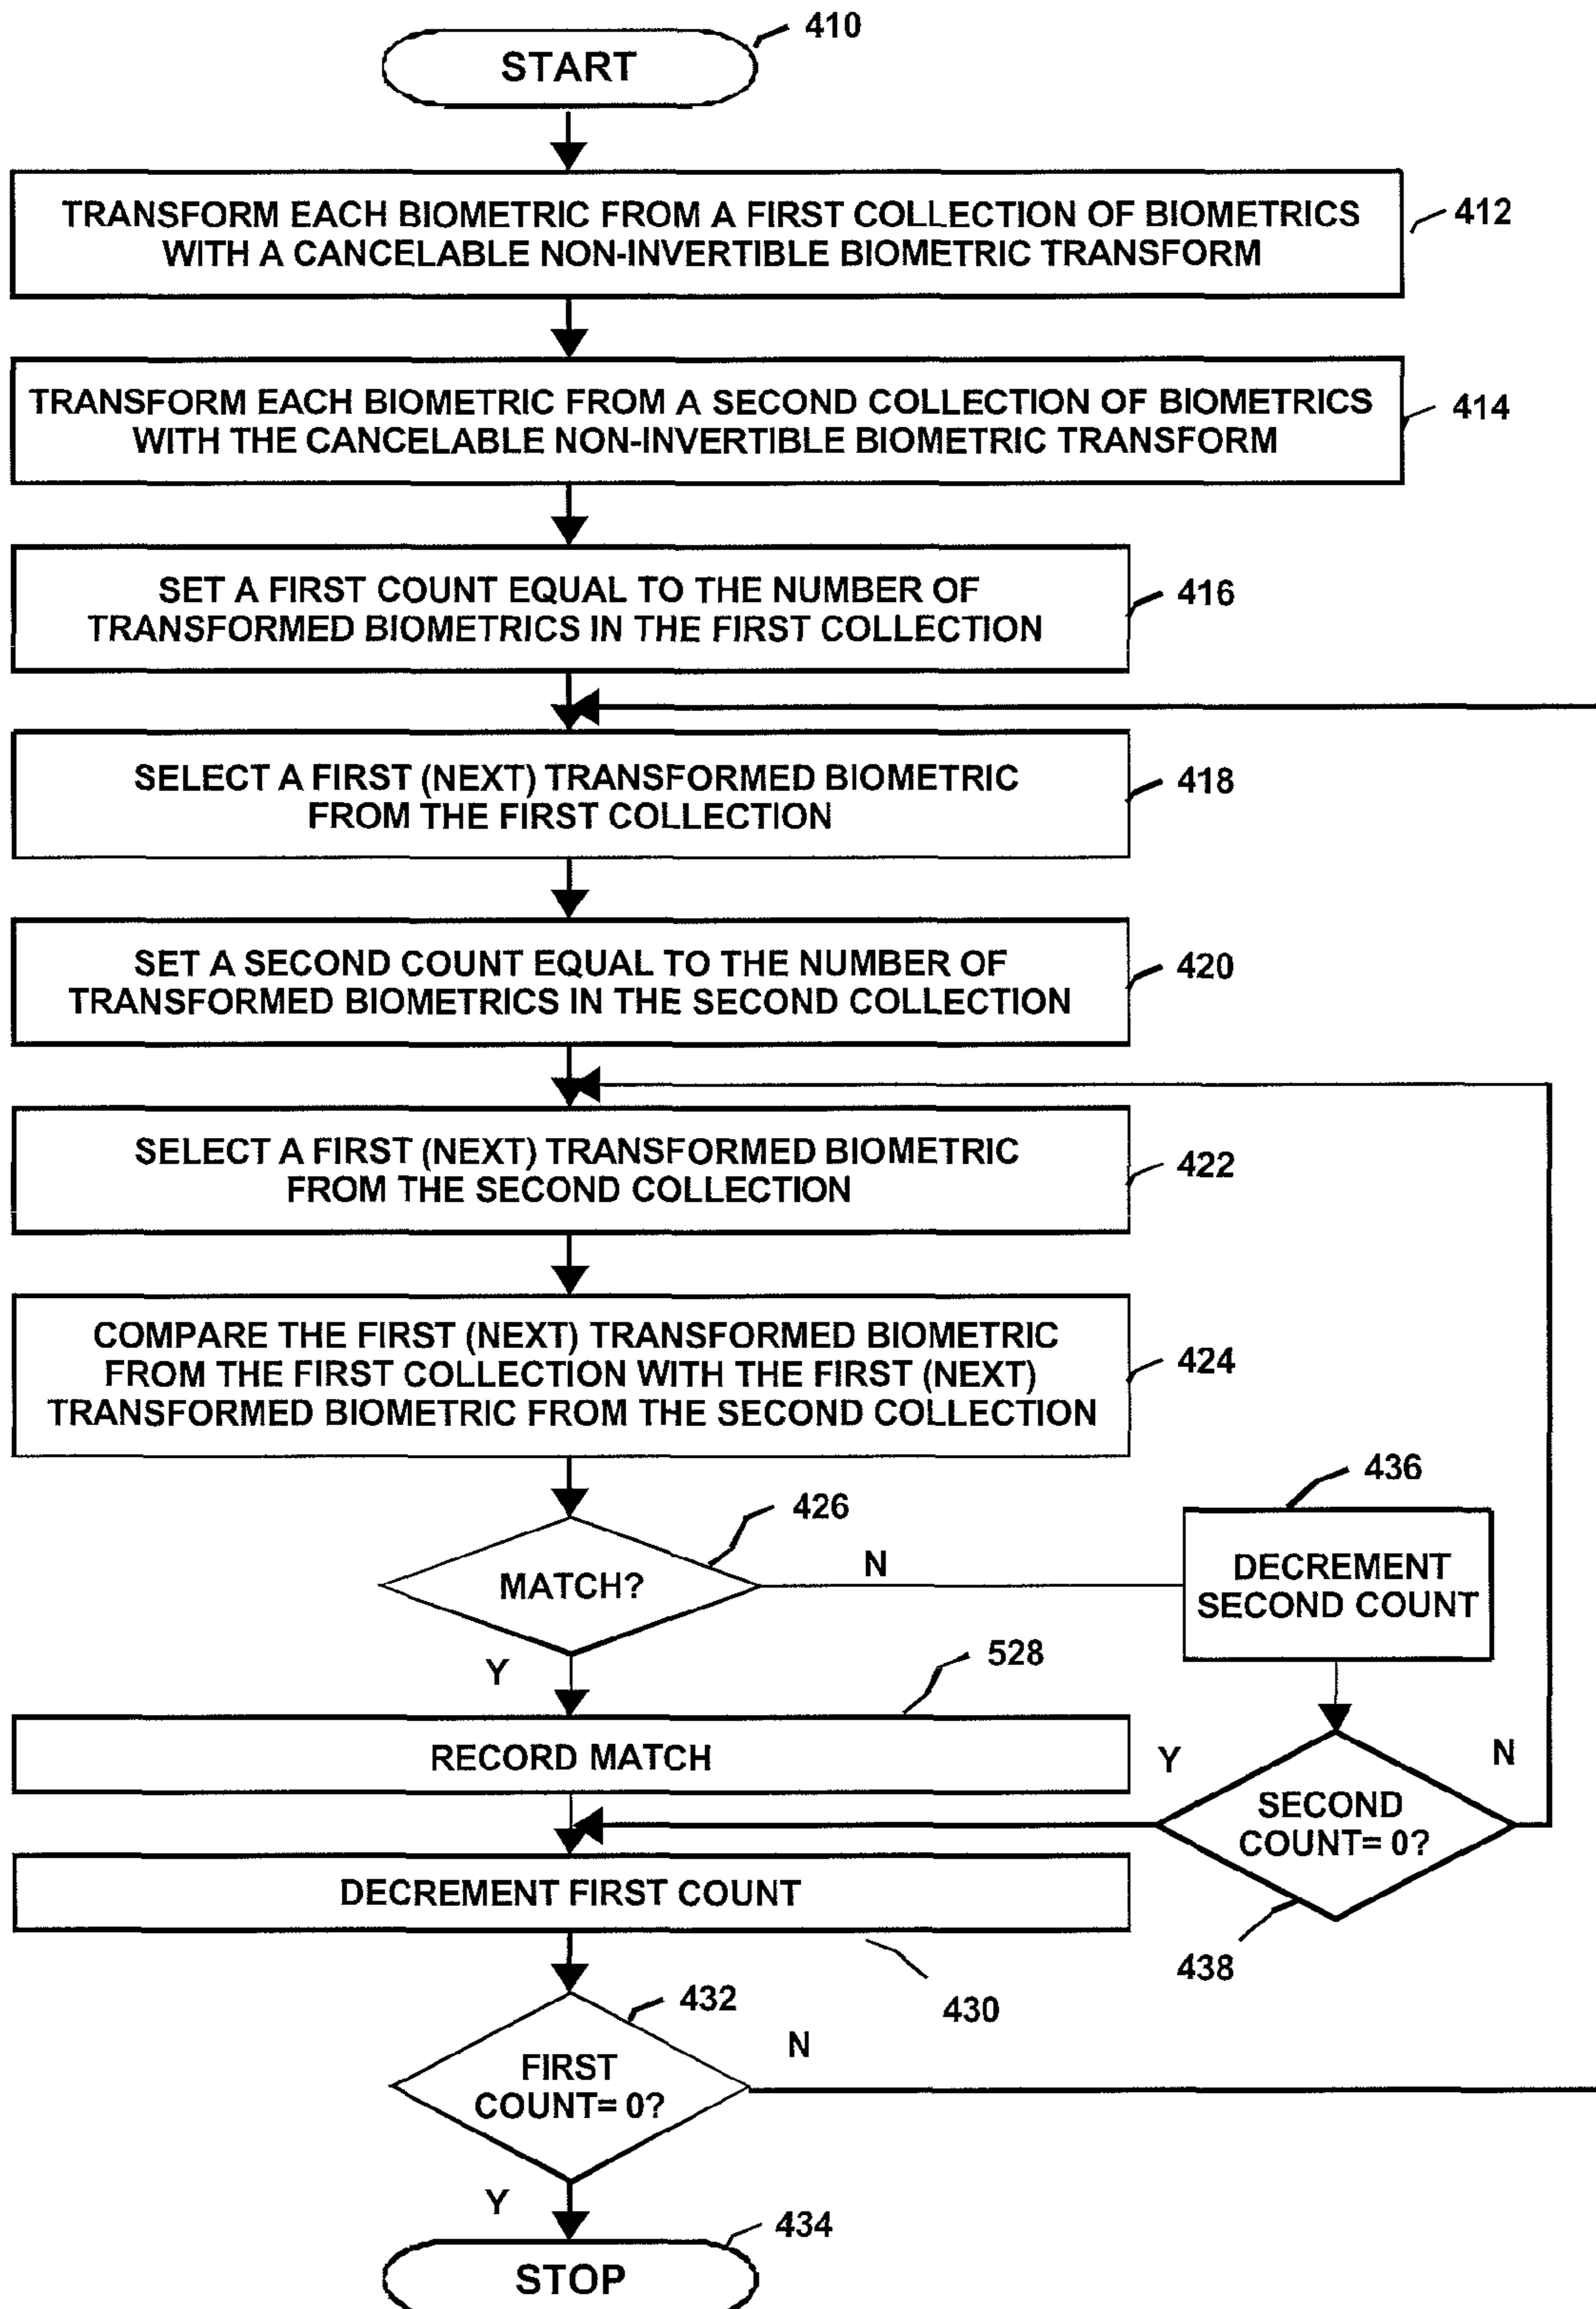 410
START
TRANSFORM EACH BIOMETRIC FROM A FIRST COLLECTION OF BIOMETRICS
WITH A CANCELABLE NON-INVERTIBLE BIOMETRIC TRANSFORM
412
TRANSFORM EACH BIOMETRIC FROM A SECOND COLLECTION OF BIOMETRICS
WITH THE CANCELABLE NON-INVERTIBLE BIOMETRIC TRANSFORM
414
SET A FIRST COUNT EQUAL TO THE NUMBER OF
TRANSFORMED BIOMETRICS IN THE FIRST COLLECTION
416
SELECT A FIRST (NEXT) TRANSFORMED BIOMETRIC
FROM THE FIRST COLLECTION
418
SET A SECOND COUNT EQUAL TO THE NUMBER OF
TRANSFORMED BIOMETRICS IN THE SECOND COLLECTION
420
SELECT A FIRST (NEXT) TRANSFORMED BIOMETRIC
FROM THE SECOND COLLECTION
422
COMPARE THE FIRST (NEXT) TRANSFORMED BIOMETRIC
FROM THE FIRST COLLECTION WITH THE FIRST (NEXT)
TRANSFORMED BIOMETRIC FROM THE SECOND COLLECTION
424
436
426
MATCH?
N
DECREMENT
SECOND COUNT
Y
528
RECORD MATCH
Y
N
SECOND
COUNT= 0?
DECREMENT FIRST COUNT
438
430
432
FIRST
COUNT= 0?
N
Y
434
STOP